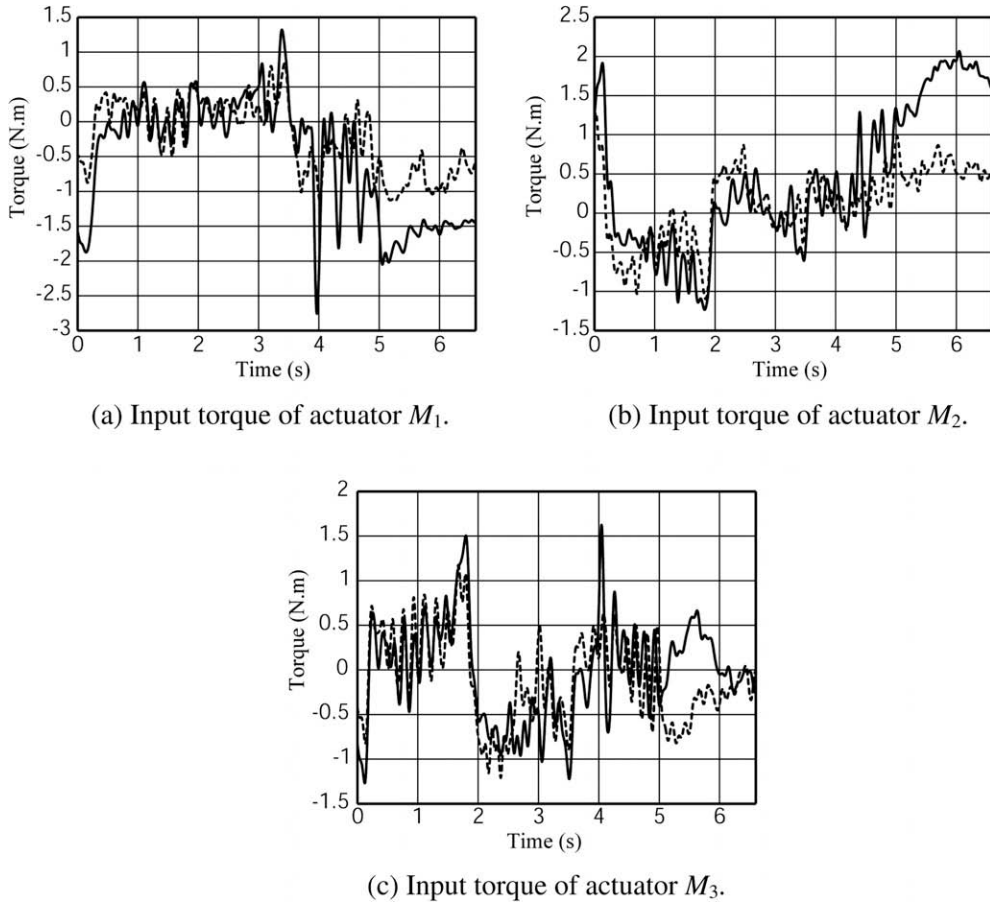 1.5
1
0.5
0
-0.5
-1
-1.5
-2
-2.5
-3
Torque (N.m)
0 1 2 3 4 5 6
Time (s)
(a) Input torque of actuator M1.
2.5
2
1.5
1
0.5
0
-0.5
-1
-1.5
Torque (N.m)
0 1 2 3 4 5 6
Time (s)
(b) Input torque of actuator M2.
2
1.5
1
0.5
0
-0.5
-1
-1.5
Torque (N.m)
0 1 2 3 4 5 6
Time (s)
(c) Input torque of actuator M3.